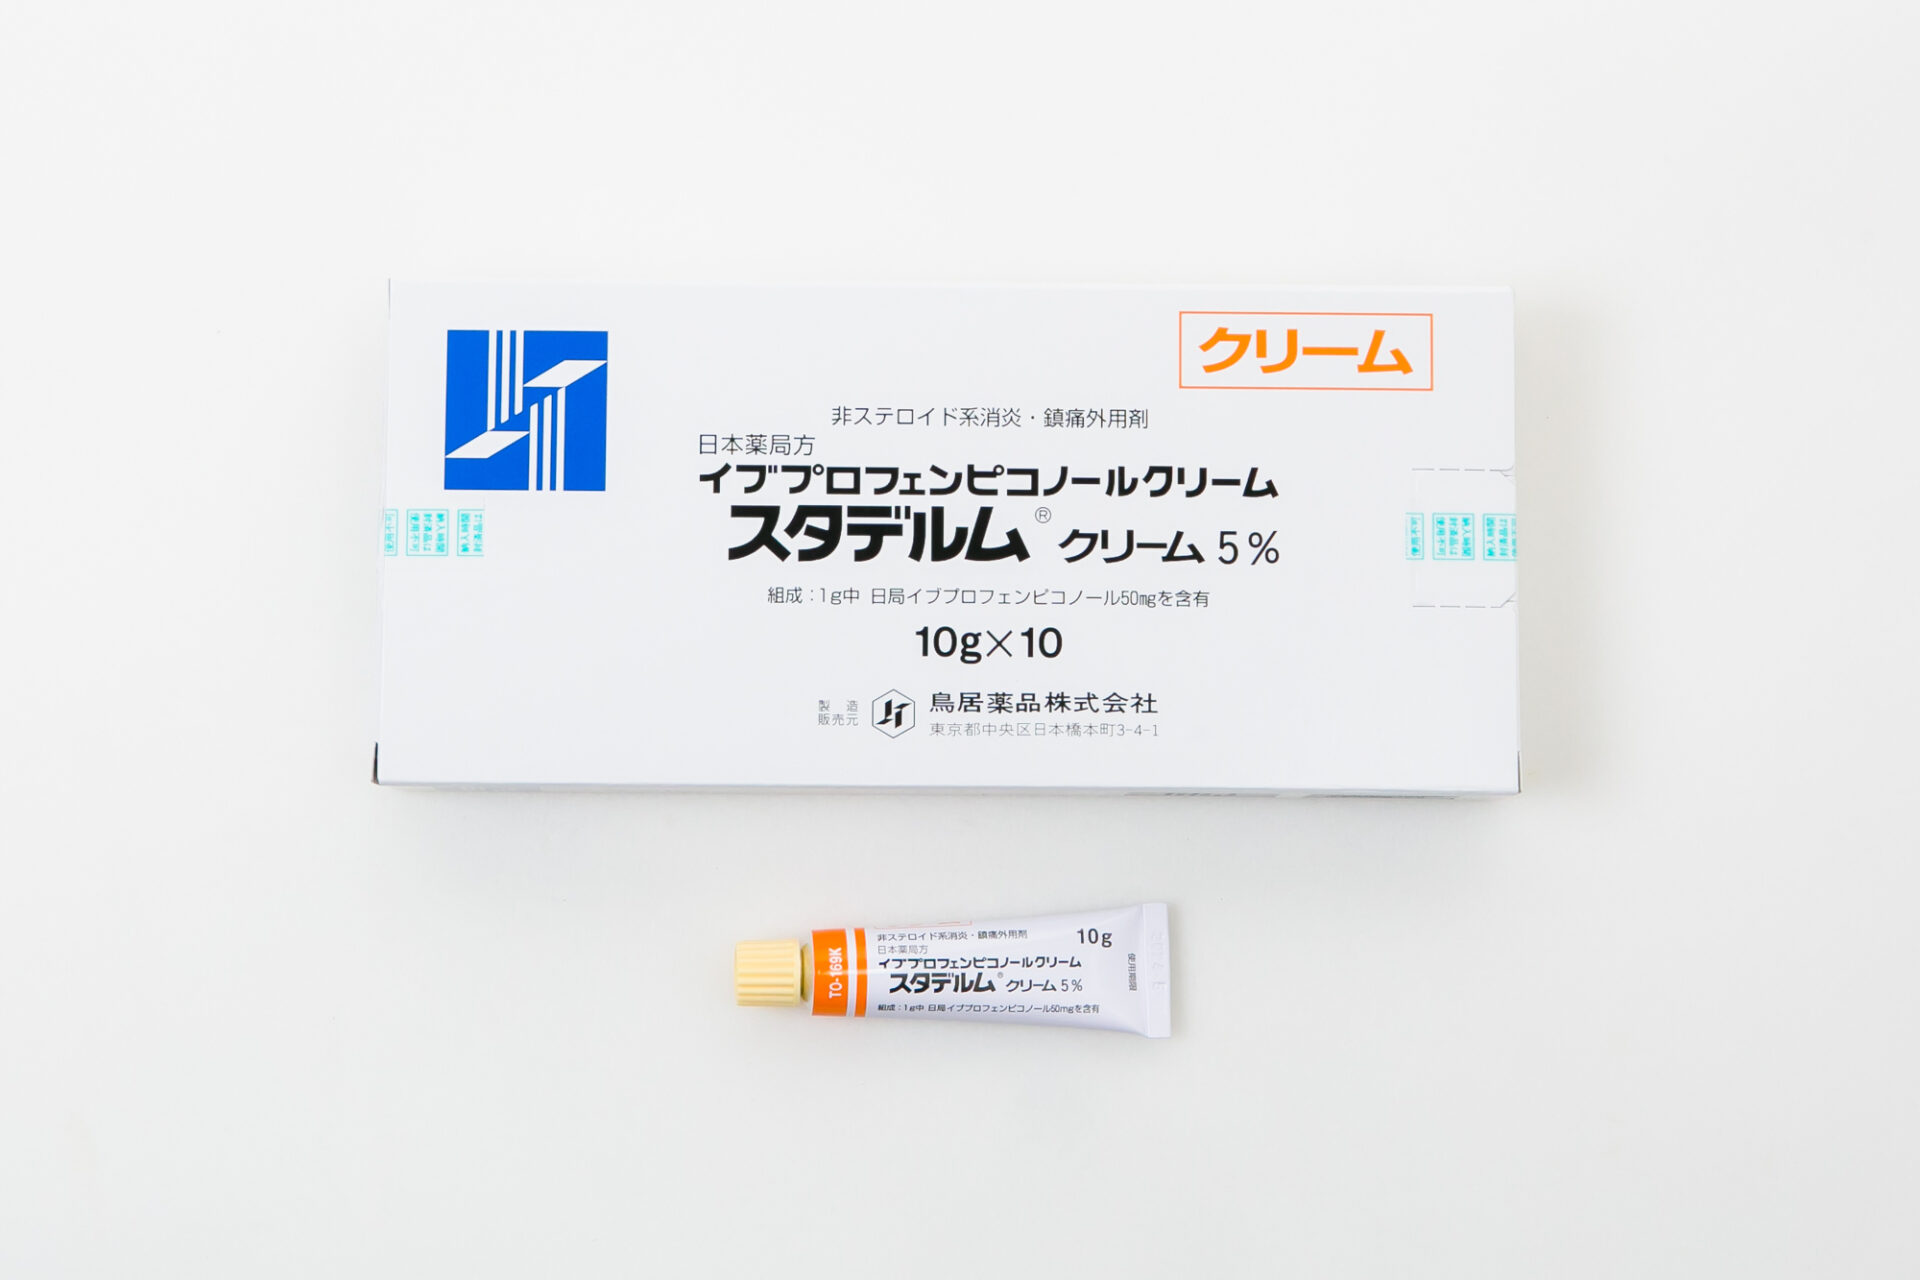 クリーム
非ステロイド系消炎・鎮痛外用剤
日本薬局方
イブプロフェンピコノールクリーム
スタデルム® クリーム 5%
組成：1g中 日局イブプロフェンピコノール50mgを含有
10g×10
製造
販売元
鳥居薬品株式会社
東京都中央区日本橋本町3-4-1
TO-169K
非ステロイド系消炎・鎮痛外用剤
10g
日本薬局方
イブプロフェンピコノールクリーム
スタデルム® クリーム 5%
組成：1g中 日局イブプロフェンピコノール50mgを含有
使用期限